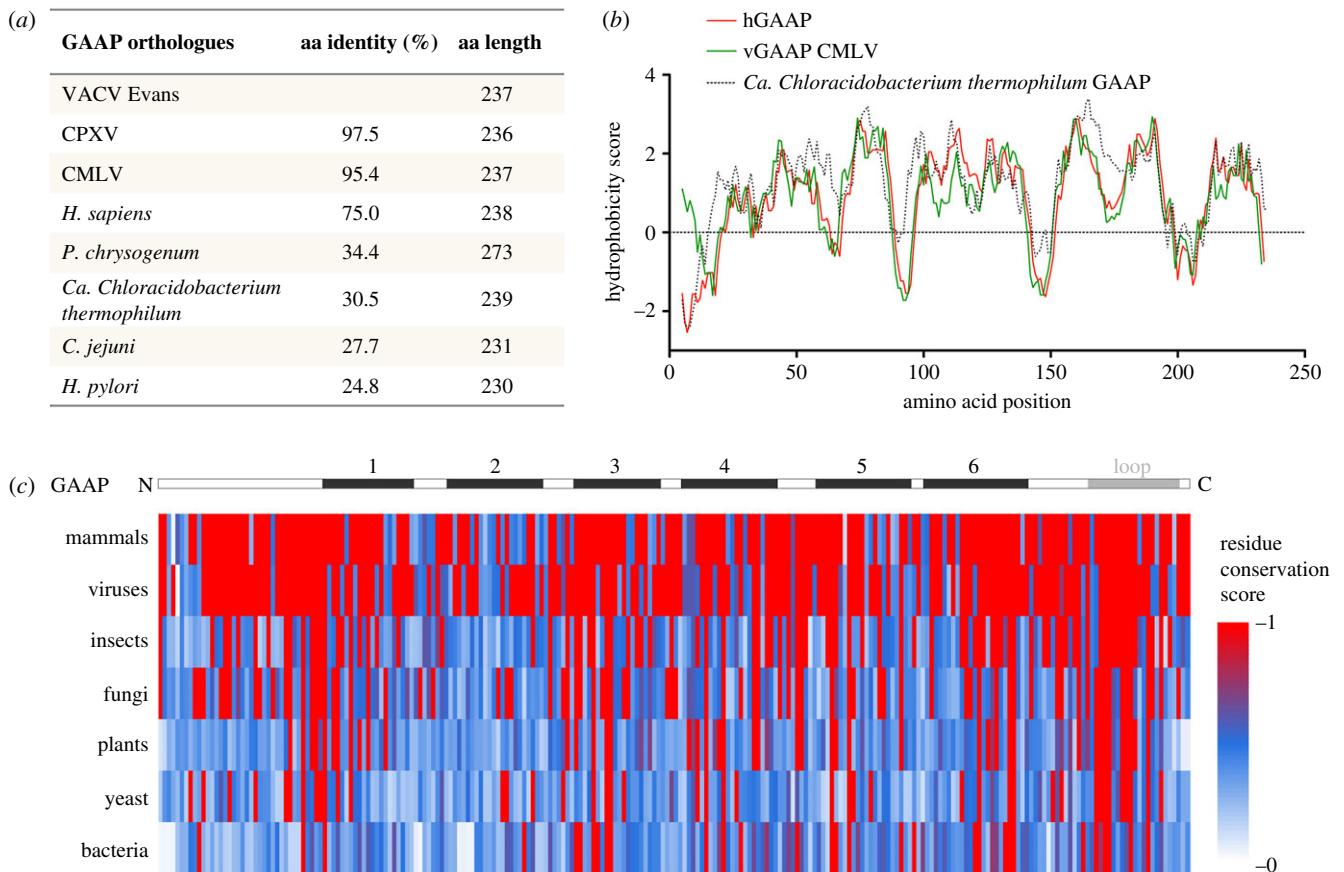 (a)
GAAP orthologues aa identity (%) aa length
VACV Evans 237
CPXV 97.5 236
CMLV 95.4 237
H. sapiens 75.0 238
P. chrysogenum 34.4 273
Ca. Chloracidobacterium
thermophilum 30.5 239
C. jejuni 27.7 231
H. pylori 24.8 230
(b)
hGAAP
vGAAP CMLV
Ca. Chloracidobacterium thermophilum GAAP
hydrophobicity score
4
2
0
–2
0 50 100 150 200 250
amino acid position
(c) GAAP N 1 2 3 4 5 6 loop C
mammals
viruses
insects
fungi
plants
yeast
bacteria
residue
conservation
score
–1
–0